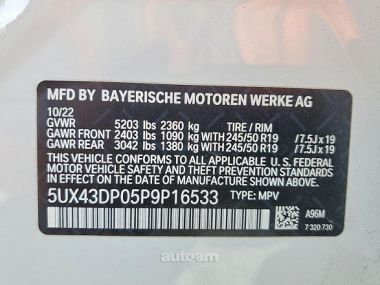 MFD. BY BAYERISCHE MOTOREN WERKE AG
10/22
GVWR 5203 lbs 2360 kg TIRE / RIM
GAWR FRONT 2403 lbs 1090 kg WITH 245/50 R19 /7.5Jx19
GAWR REAR 3042 lbs 1380 kg WITH 245/50 R19 /7.5Jx19
THIS VEHICLE CONFORMS TO ALL APPLICABLE U.S. FEDERAL
MOTOR VEHICLE SAFETY, BUMPER, AND THEFT PREVENTION STANDARDS
IN EFFECT ON THE DATE OF MANUFACTURE SHOWN ABOVE.
5UX43DP05P9P16533 TYPE: MPV
A96M
7 320 730
autoam